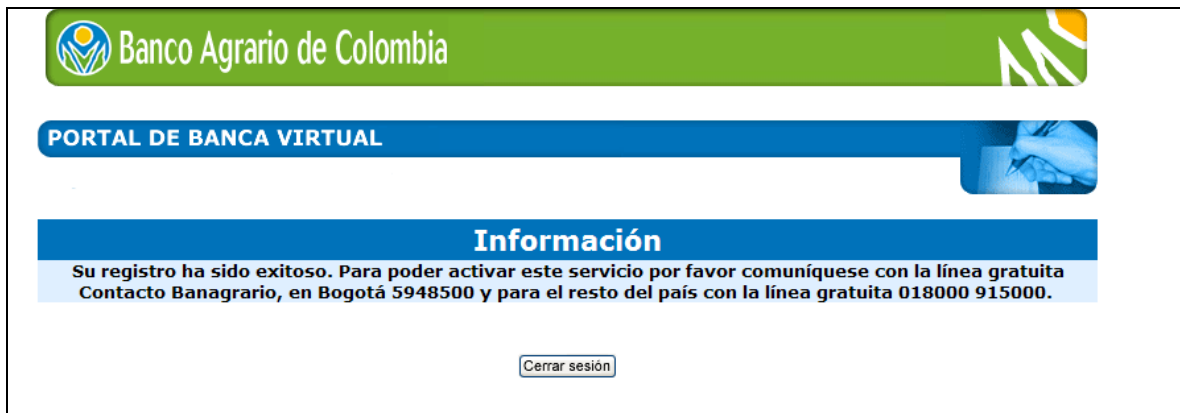 Banco Agrario de Colombia
PORTAL DE BANCA VIRTUAL
Información
Su registro ha sido exitoso. Para poder activar este servicio por favor comuníquese con la línea gratuita
Contacto Banagrario, en Bogotá 5948500 y para el resto del país con la línea gratuita 018000 915000.
Cerrar sesión